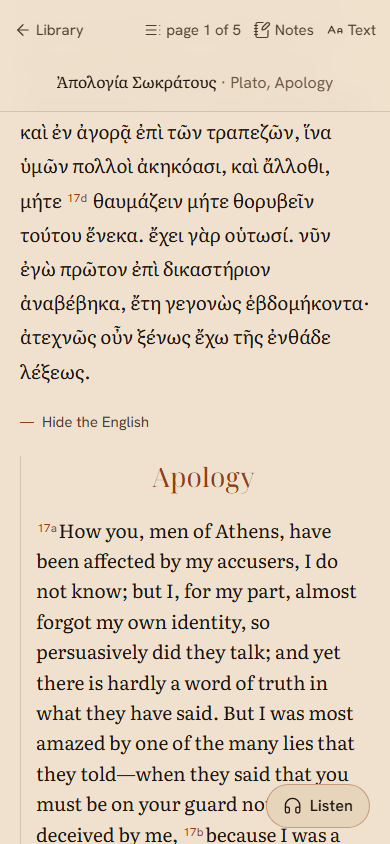 Library
page 1 of 5
Notes
Aa Text
Ἀπολογία Σωκράτους · Plato, Apology
καὶ ἐν ἀγορᾷ ἐπὶ τῶν τραπεζῶν, ἵνα
ὑμῶν πολλοὶ ἀκηκόασι, καὶ ἄλλοθι,
μήτε 17d θαυμάζειν μήτε θορυβεῖν
τούτου ἕνεκα. ἔχει γὰρ οὑτωσί. νῦν
ἐγὼ πρῶτον ἐπὶ δικαστήριον
ἀναβέβηκα, ἔτη γεγονὼς ἑβδομήκοντα·
ἀτεχνῶς οὖν ξένως ἔχω τῆς ἐνθάδε
λέξεως.
— Hide the English
Apology
17a How you, men of Athens, have
been affected by my accusers, I do
not know; but I, for my part, almost
forgot my own identity, so
persuasively did they talk; and yet
there is hardly a word of truth in
what they have said. But I was most
amazed by one of the many lies that
they told—when they said that you
must be on your guard
Listen
deceived by me, 17b because I was a